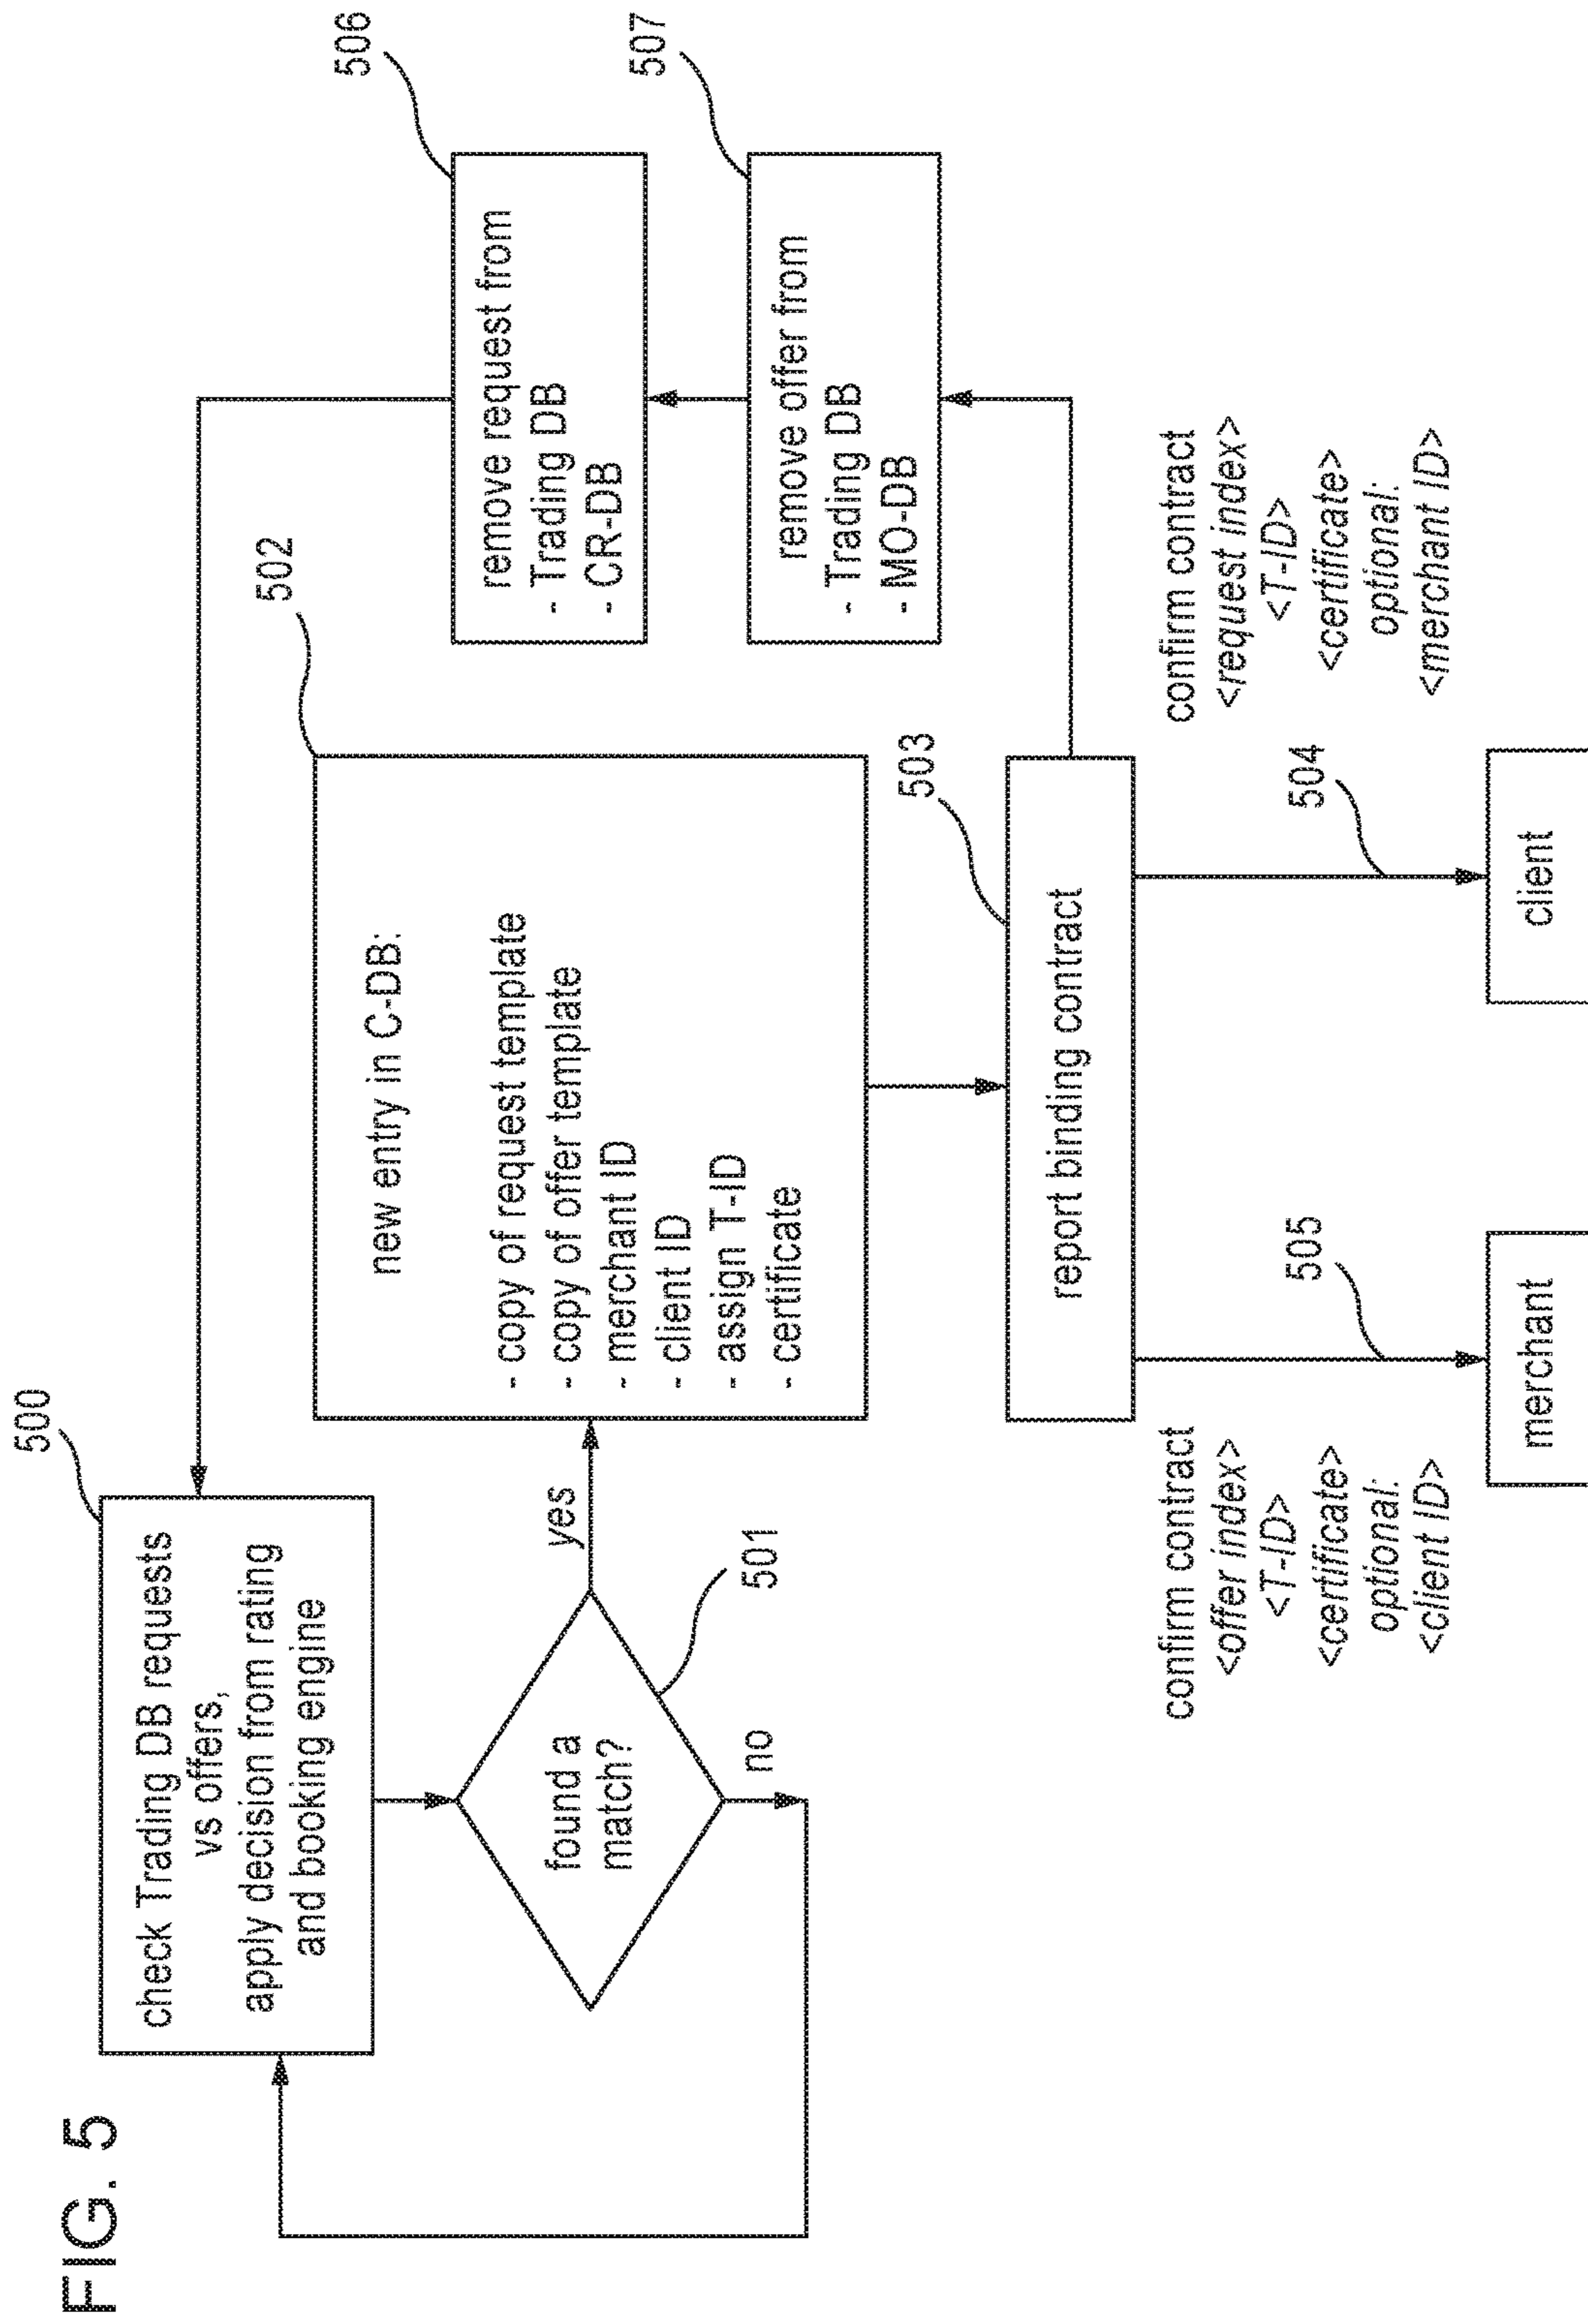 FIG. 5
500
check Trading DB requests
vs offers,
apply decision from rating
and booking engine
found a
match?
501
yes
no
502
new entry in C-DB:
- copy of request template
- copy of offer template
- merchant ID
- client ID
- assign T-ID
- certificate
506
remove request from
- Trading DB
- CR-DB
507
remove offer from
- Trading DB
- MO-DB
503
report binding contract
confirm contract
<offer index>
<T-ID>
<certificate>
optional:
<client ID>
505
merchant
504
client
confirm contract
<request index>
<T-ID>
<certificate>
optional:
<merchant ID>